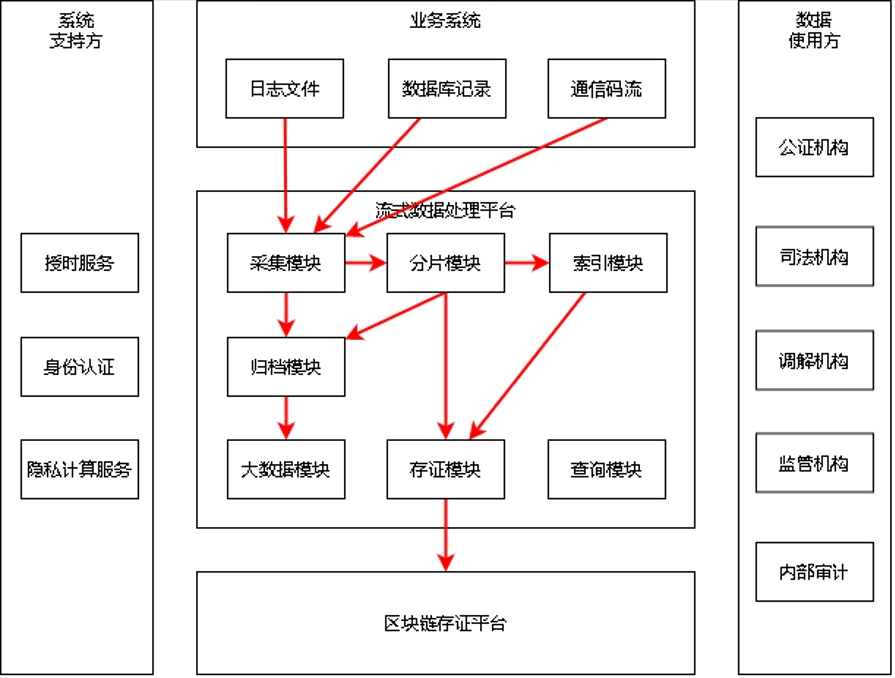 系统
支持方
授时服务
身份认证
隐私计算服务
业务系统
日志文件
数据库记录
通信码流
流式数据处理平台
采集模块
分片模块
索引模块
归档模块
大数据模块
存证模块
查询模块
区块链存证平台
数据
使用方
公证机构
司法机构
调解机构
监管机构
内部审计